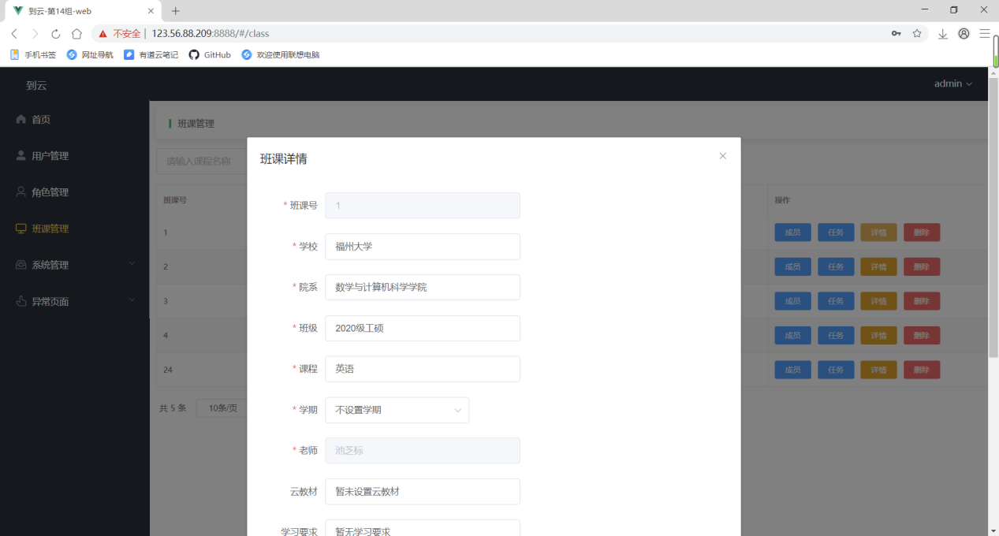 到云-第14组-web
不安全 | 123.56.88.209:8888/#/class
手机书签 网址导航 有道云笔记 GitHub 欢迎使用联想电脑
到云
admin
首页
用户管理
角色管理
班课管理
系统管理
异常页面
班课管理
请输入课程名称
班课号 操作
1 成员 任务 详情 删除
2 成员 任务 详情 删除
3 成员 任务 详情 删除
4 成员 任务 详情 删除
24 成员 任务 详情 删除
共 5 条 10条/页
班课详情
* 班课号 1
* 学校 福州大学
* 院系 数学与计算机科学学院
* 班级 2020级工硕
* 课程 英语
* 学期 不设置学期
* 老师 池芝标
云教材 暂未设置云教材
学习要求 暂无学习要求